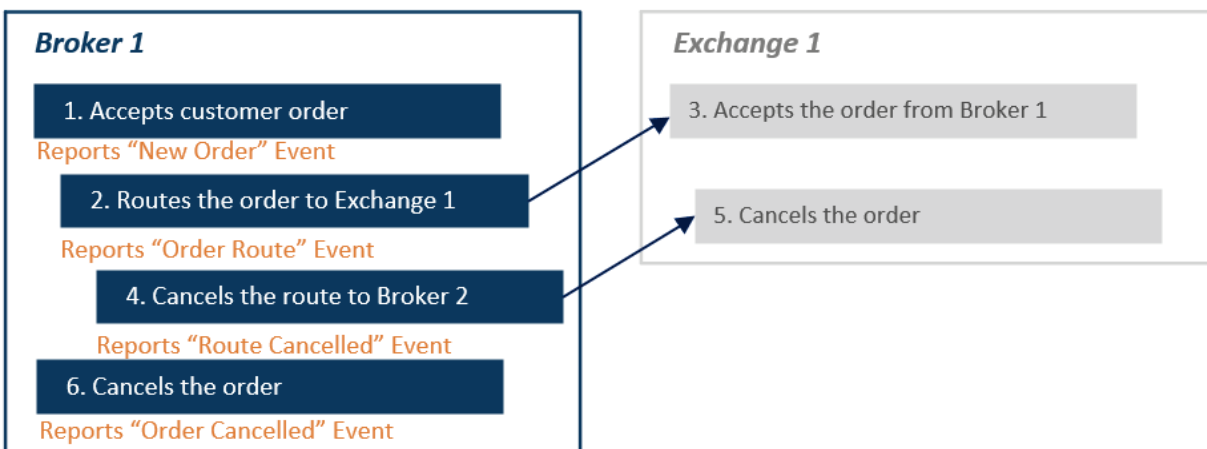 Broker 1
Exchange 1
1. Accepts customer order
3. Accepts the order from Broker 1
Reports “New Order” Event
2. Routes the order to Exchange 1
5. Cancels the order
Reports “Order Route” Event
4. Cancels the route to Broker 2
Reports “Route Cancelled” Event
6. Cancels the order
Reports “Order Cancelled” Event